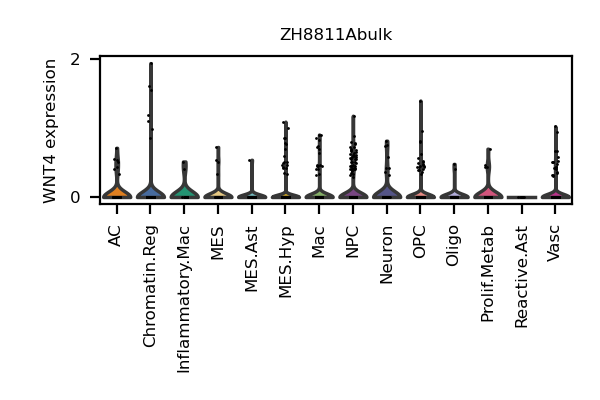 ZH8811Abulk
WNT4 expression
2
0
AC
Chromatin.Reg
Inflammatory.Mac
MES
MES.Ast
MES.Hyp
Mac
NPC
Neuron
OPC
Oligo
Prolif.Metab
Reactive.Ast
Vasc